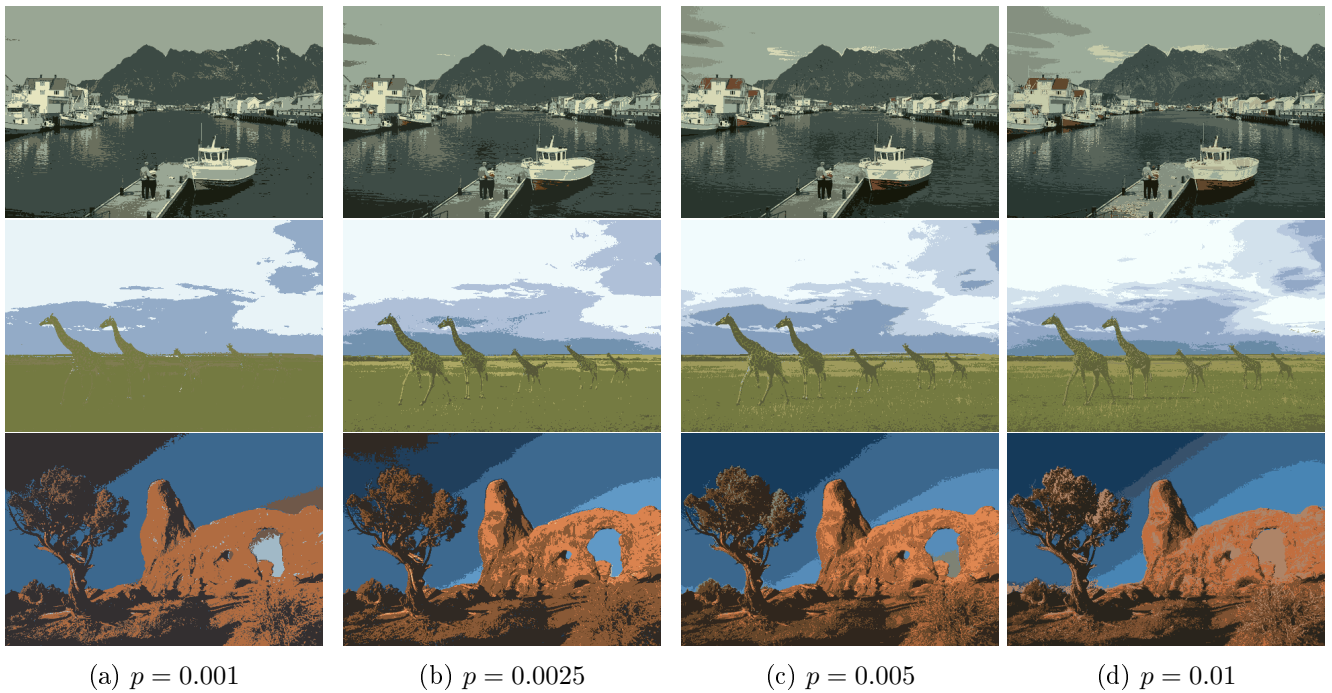 (a) p = 0.001
(b) p = 0.0025
(c) p = 0.005
(d) p = 0.01